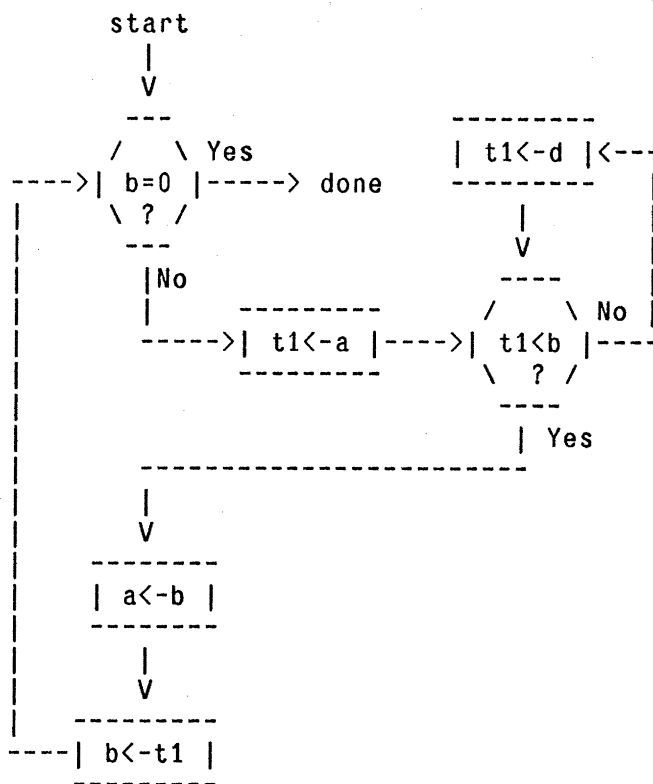 start
b=0
?
Yes
done
No
t1<-a
t1<b
?
No
t1<-d
Yes
a<-b
b<-t1